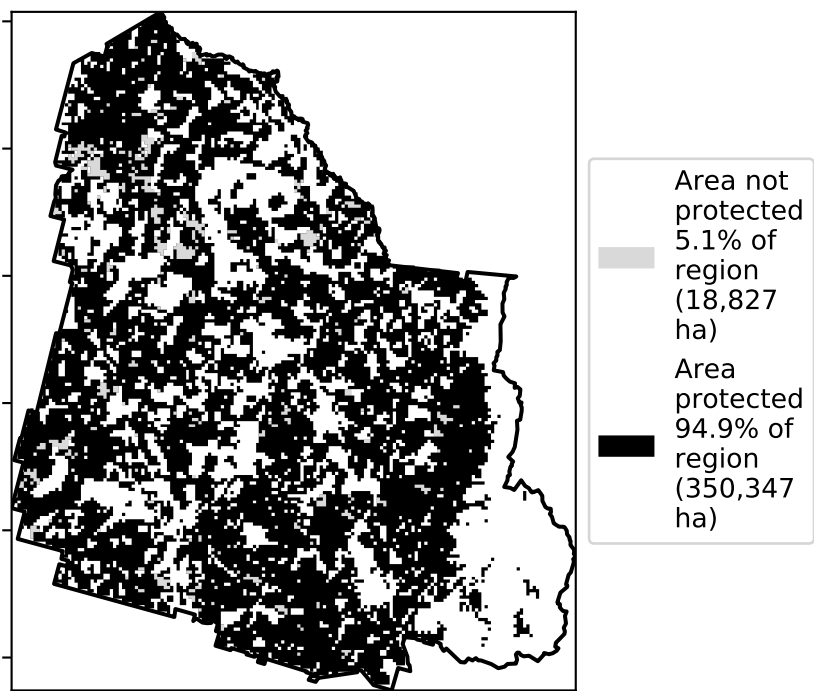 Area not
protected
5.1% of
region
(18,827
ha)
Area
protected
94.9% of
region
(350,347
ha)